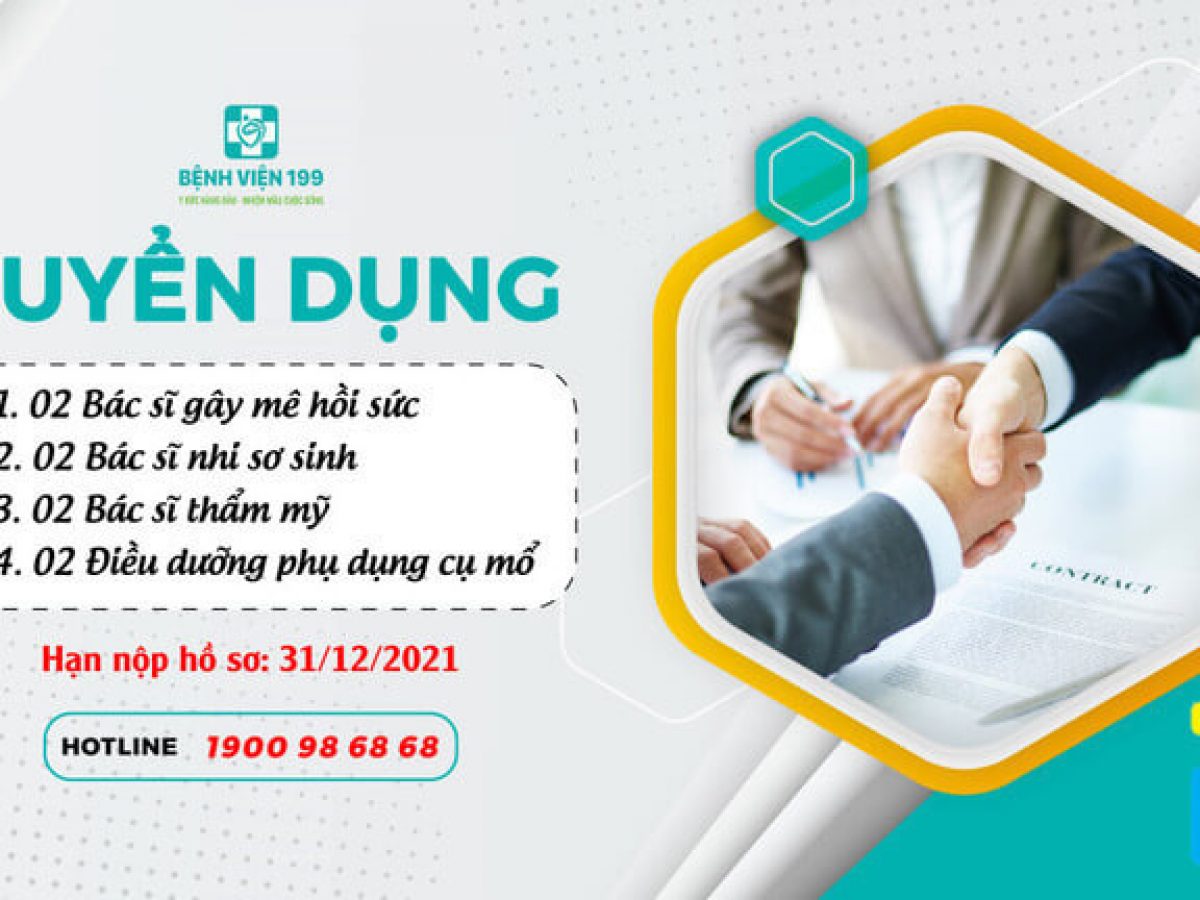 BỆNH VIỆN 199
UYỂN DỤNG
1. 02 Bác sĩ gây mê hồi sức
2. 02 Bác sĩ nhi sơ sinh
3. 02 Bác sĩ thẩm mỹ
4. 02 Điều dưỡng phụ dụng cụ mổ
Hạn nộp hồ sơ: 31/12/2021
HOTLINE 1900 98 68 68
CONTRACT